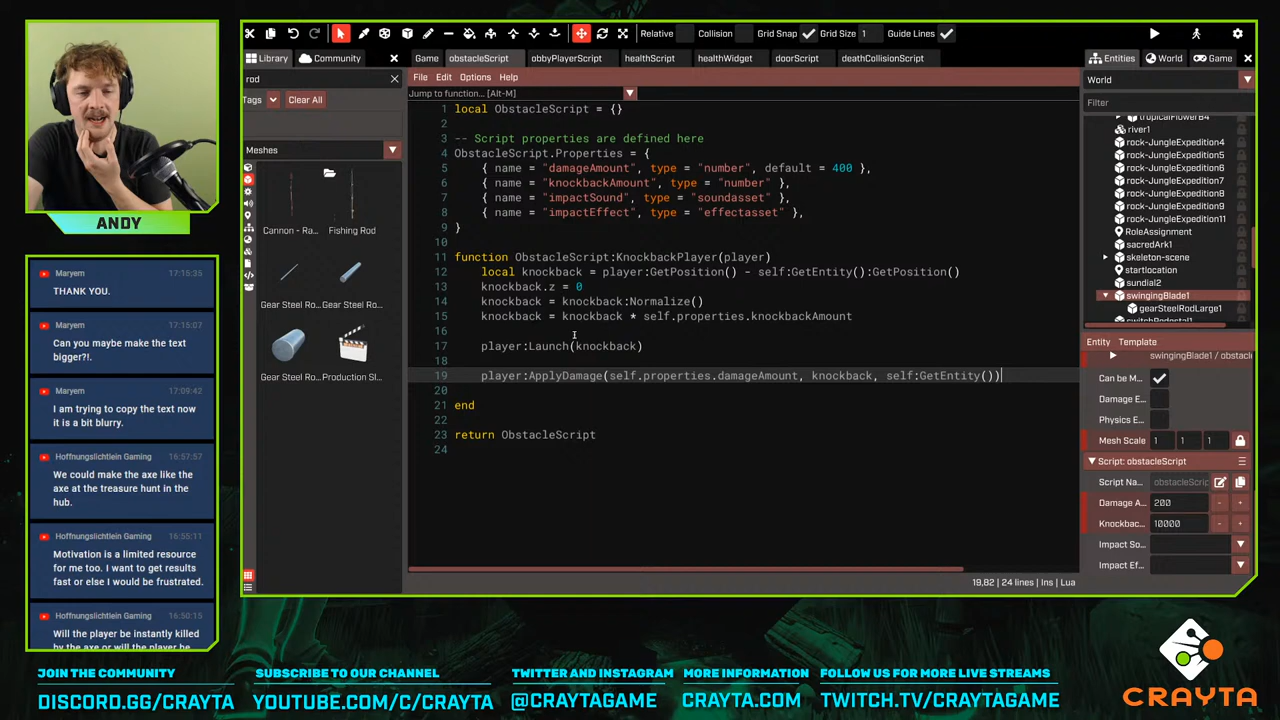 Relative
Collision
Grid Snap
Grid Size 1
Guide Lines
Library
Community
rod
Tags
Clear All
Meshes
Cannon - Ra...
Fishing Rod
Gear Steel Ro...
Gear Steel Ro...
Gear Steel Ro...
Production Sl...
Game
obstacleScript
obbyPlayerScript
healthScript
healthWidget
doorScript
deathCollisionScript
File Edit Options Help
Jump to function... [Alt-M]
1 local ObstacleScript = {}
2
3 -- Script properties are defined here
4 ObstacleScript.Properties = {
5 { name = "damageAmount", type = "number", default = 400 },
6 { name = "knockbackAmount", type = "number" },
7 { name = "impactSound", type = "soundasset" },
8 { name = "impactEffect", type = "effectasset" },
9 }
10
11 function ObstacleScript:KnockbackPlayer(player)
12 local knockback = player:GetPosition() - self:GetEntity():GetPosition()
13 knockback.z = 0
14 knockback = knockback:Normalize()
15 knockback = knockback * self.properties.knockbackAmount
16
17 player:Launch(knockback)
18
19 player:ApplyDamage(self.properties.damageAmount, knockback, self:GetEntity())
20
21 end
22
23 return ObstacleScript
24
19,82 | 24 lines | Ins | Lua
Entities
World
Game
World
Filter
tropicalFlowerB4
river1
rock-JungleExpedition4
rock-JungleExpedition5
rock-JungleExpedition6
rock-JungleExpedition7
rock-JungleExpedition8
rock-JungleExpedition9
rock-JungleExpedition11
RoleAssignment
sacredArk1
skeleton-scene
startlocation
sundial2
swingingBlade1
gearSteelRodLarge1
switchPedestal1
Entity Template
swingingBlade1 / obstacle
Can be M...
Damage E...
Physics E...
Mesh Scale 1 1 1
Script: obstacleScript
Script Na... obstacleScrip
Damage A... 200 - +
Knockbac... 10000 - +
Impact So...
Impact Ef...
ANDY
Maryem 17:15:35
THANK YOU.
Maryem 17:15:07
Can you maybe make the text
bigger?!.
Maryem 17:09:42
I am trying to copy the text now
it is a bit blurry.
Hoffnungslichtlein Gaming 16:57:57
We could make the axe like the
axe at the treasure hunt in the
hub.
Hoffnungslichtlein Gaming 16:55:11
Motivation is a limited resource
for me too. I want to get results
fast or else I would be frustrated.
Hoffnungslichtlein Gaming 16:50:15
Will the player be instantly killed
by the axe or will the player be
JOIN THE COMMUNITY
DISCORD.GG/CRAYTA
SUBSCRIBE TO OUR CHANNEL
YOUTUBE.COM/C/CRAYTA
TWITTER AND INSTAGRAM
@CRAYTAGAME
MORE INFORMATION
CRAYTA.COM
FOLLOW US FOR MORE LIVE STREAMS
TWITCH.TV/CRAYTAGAME
CRAYTA